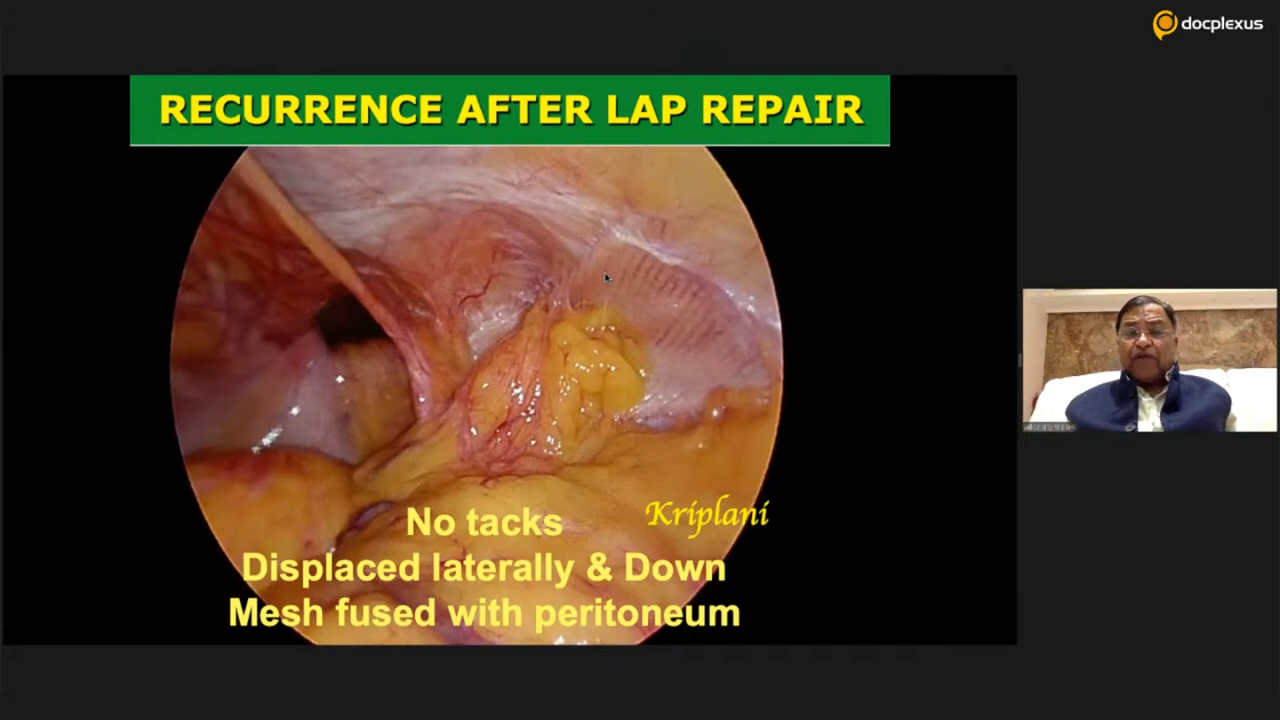 docplexus
RECURRENCE AFTER LAP REPAIR
Kriplani
No tacks
Displaced laterally & Down
Mesh fused with peritoneum